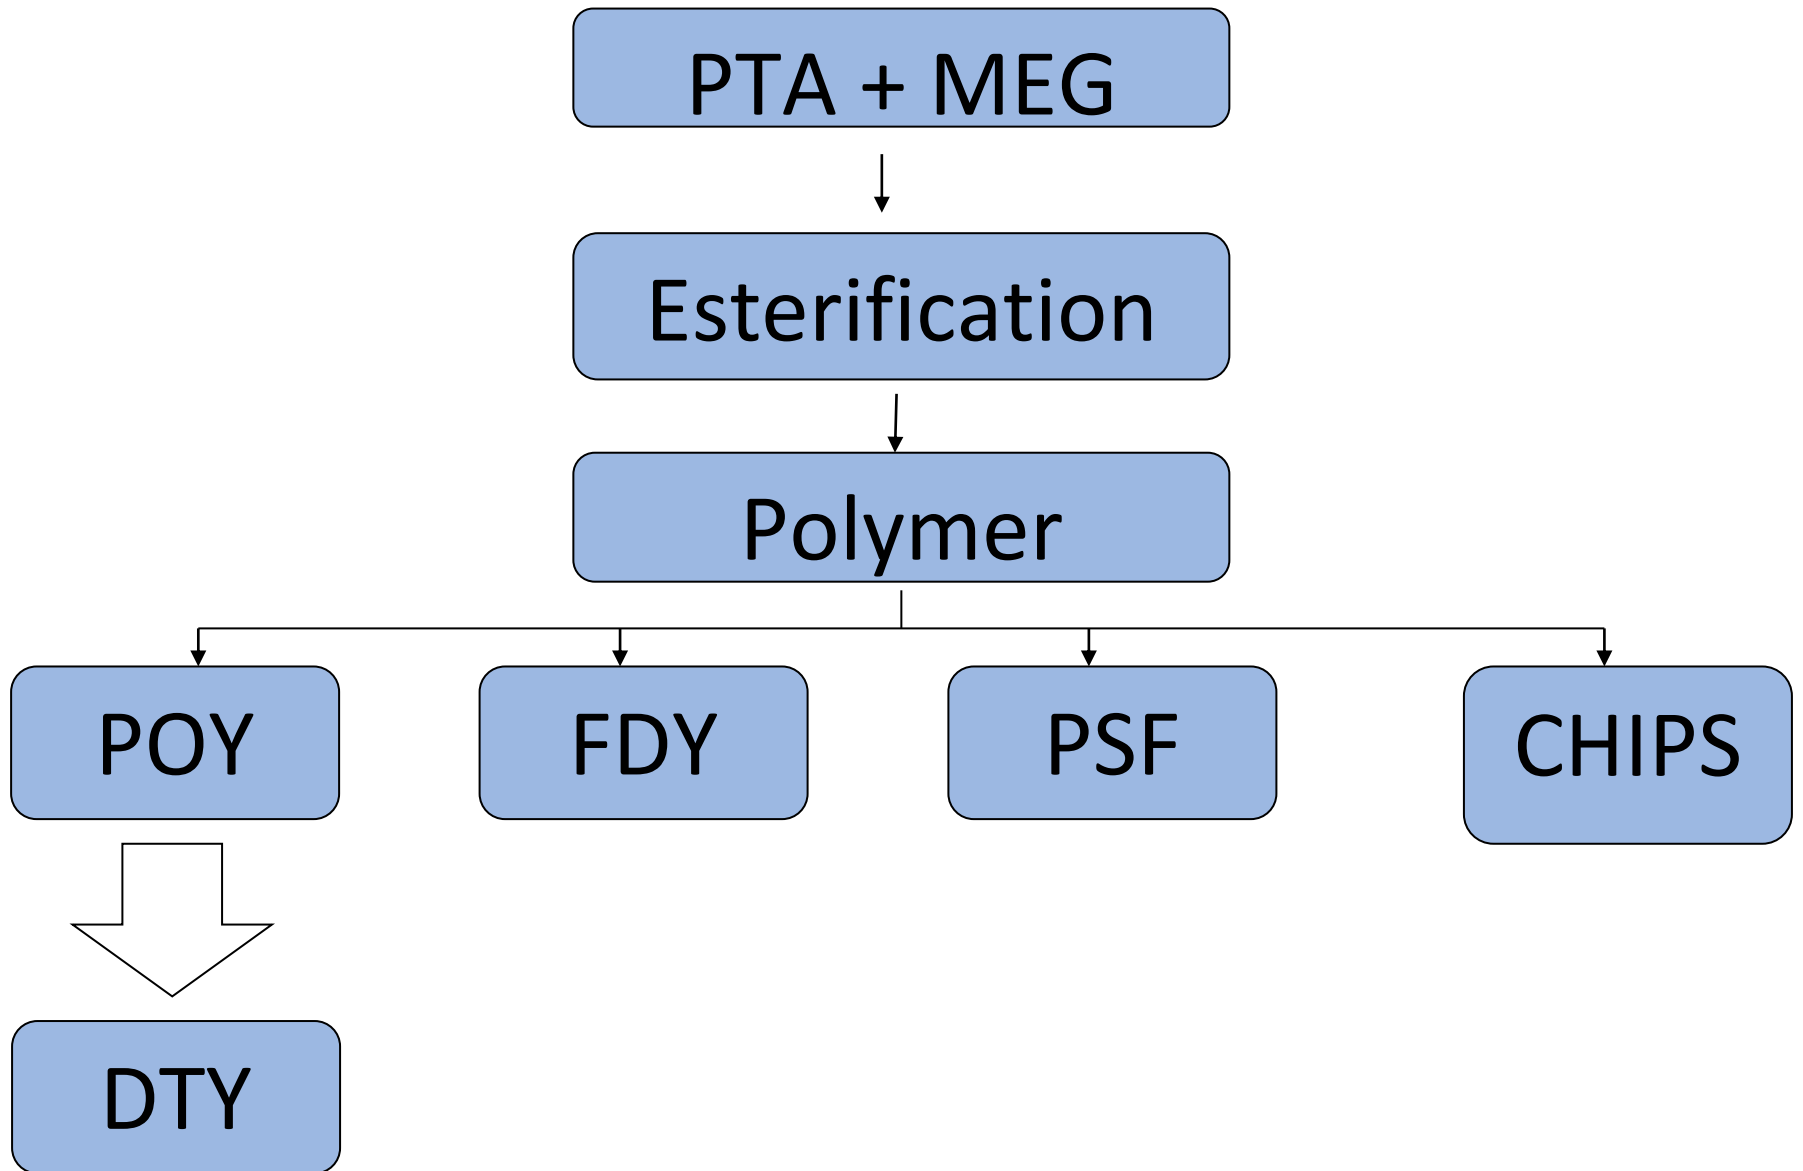 PTA + MEG
Esterification
Polymer
POY
FDY
PSF
CHIPS
DTY